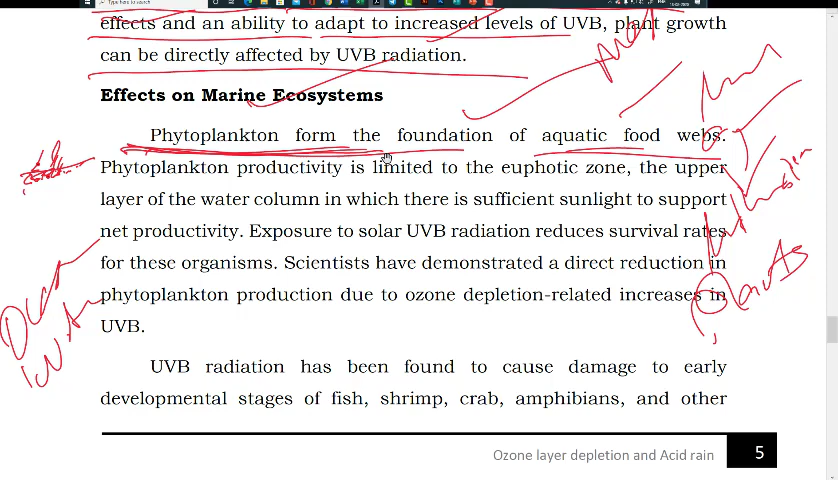 Type here to search
effects and an ability to adapt to increased levels of UVB, plant growth
can be directly affected by UVB radiation.
Effects on Marine Ecosystems
Phytoplankton form the foundation of aquatic food webs.
Phytoplankton productivity is limited to the euphotic zone, the upper
layer of the water column in which there is sufficient sunlight to support
net productivity. Exposure to solar UVB radiation reduces survival rates
for these organisms. Scientists have demonstrated a direct reduction in
phytoplankton production due to ozone depletion-related increases in
UVB.
UVB radiation has been found to cause damage to early
developmental stages of fish, shrimp, crab, amphibians, and other
Ozone layer depletion and Acid rain 5